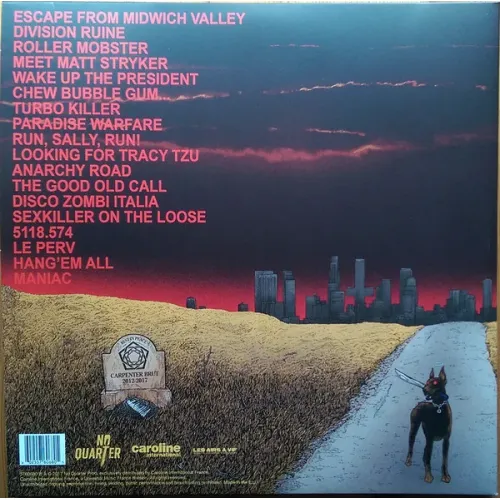 ESCAPE FROM MIDWICH VALLEY
DIVISION RUINE
ROLLER MOBSTER
MEET MATT STRYKER
WAKE UP THE PRESIDENT
CHEW BUBBLE GUM
TURBO KILLER
PARADISE WARFARE
RUN, SALLY, RUN!
LOOKING FOR TRACY TZU
ANARCHY ROAD
THE GOOD OLD CALL
DISCO ZOMBI ITALIA
SEXKILLER ON THE LOOSE
5118.574
LE PERV
HANG'EM ALL
MANIAC
CARPENTER BRUT
2012-2017
NO QUARTER
caroline
international
LES AMIS A VIF